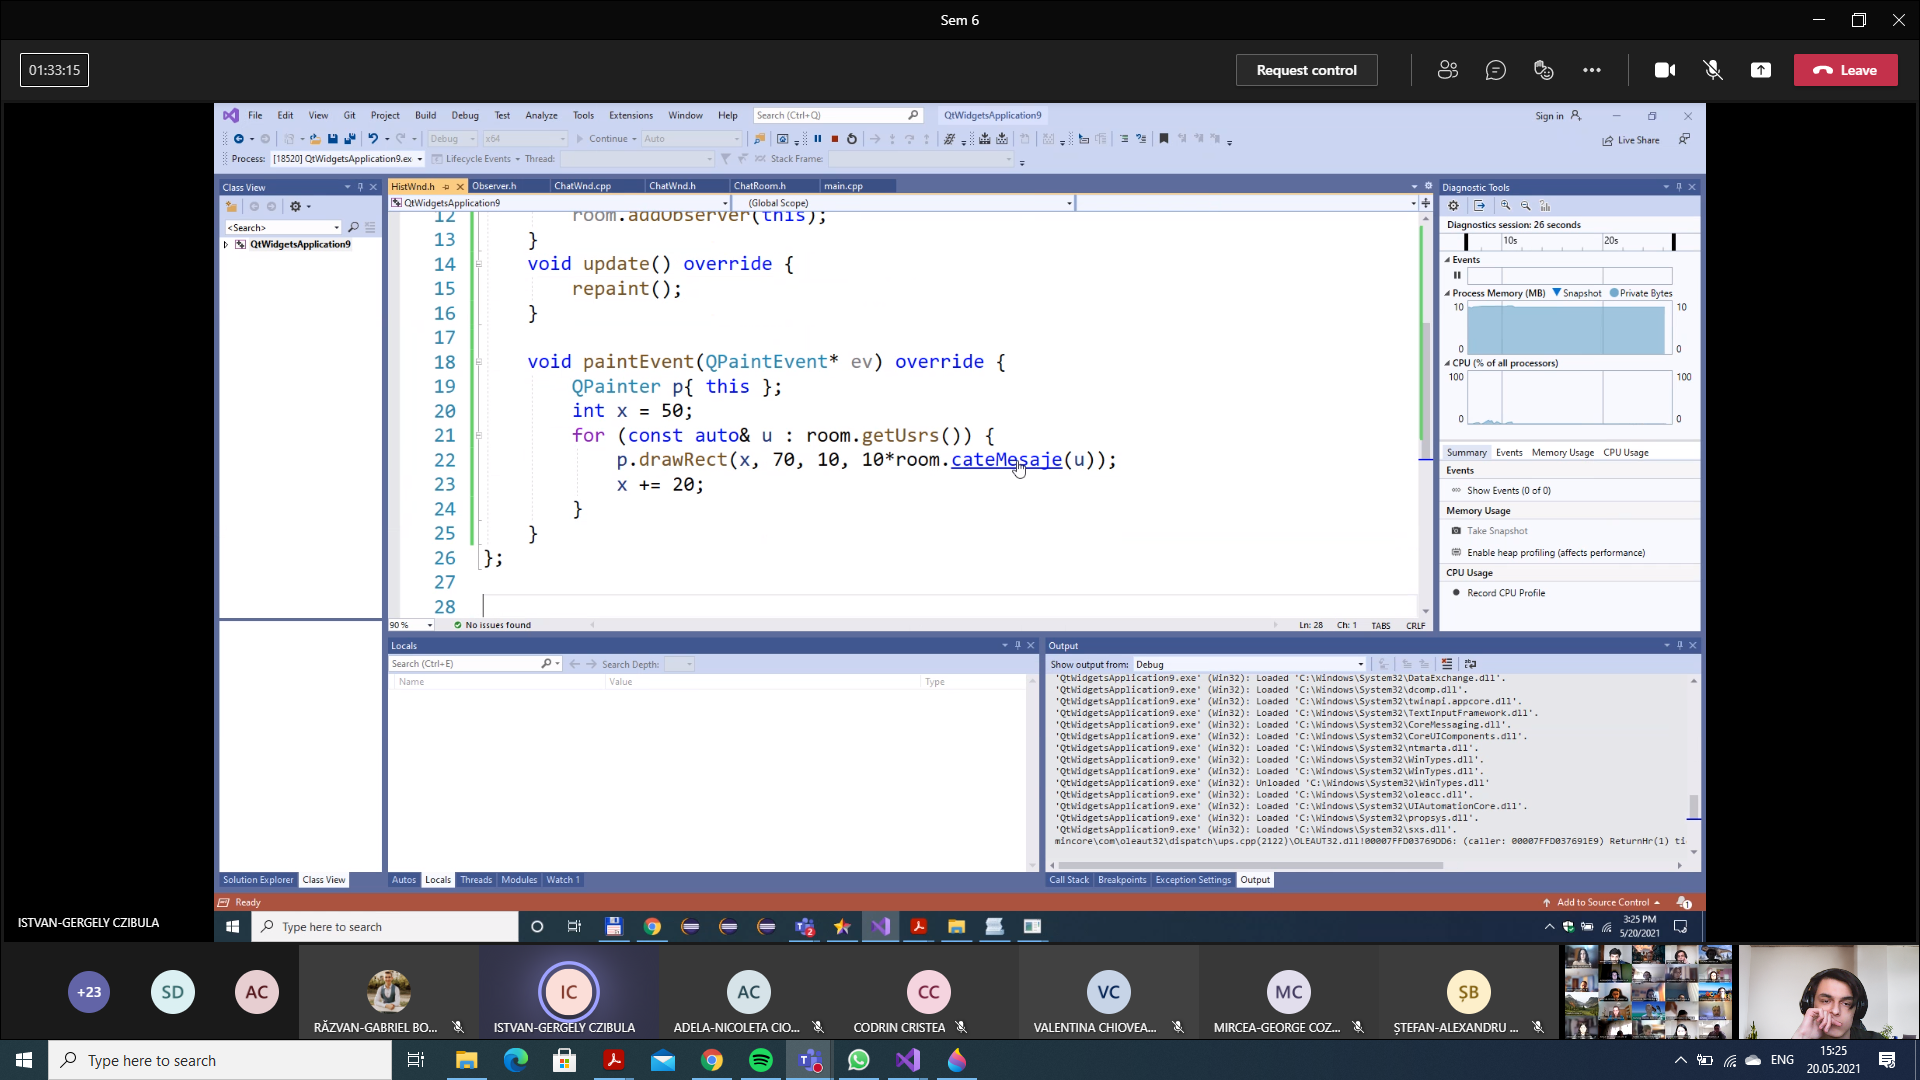 Sem 6
01:33:15
Request control
Leave
File Edit View Git Project Build Debug Test Analyze Tools Extensions Window Help Search (Ctrl+Q) QtWidgetsApplication9 Sign in
Debug x64 Continue Auto Live Share
Process: [18520] QtWidgetsApplication9.ex Lifecycle Events Thread: Stack Frame:
Class View
<Search>
QtWidgetsApplication9
HistWnd.h Observer.h ChatWnd.cpp ChatWnd.h ChatRoom.h main.cpp
QtWidgetsApplication9 (Global Scope)
12 room.addObserver(this);
13 }
14 void update() override {
15 repaint();
16 }
17
18 void paintEvent(QPaintEvent* ev) override {
19 QPainter p{ this };
20 int x = 50;
21 for (const auto& u : room.getUsrs()) {
22 p.drawRect(x, 70, 10, 10*room.cateMesaje(u));
23 x += 20;
24 }
25 }
26 };
27
28
90 % No issues found Ln: 28 Ch: 1 TABS CRLF
Diagnostic Tools
Diagnostics session: 26 seconds
10s 20s
Events
Process Memory (MB) Snapshot Private Bytes
10 10
0 0
CPU (% of all processors)
100 100
0 0
Summary Events Memory Usage CPU Usage
Events
Show Events (0 of 0)
Memory Usage
Take Snapshot
Enable heap profiling (affects performance)
CPU Usage
Record CPU Profile
Locals
Search (Ctrl+E) Search Depth:
Name Value Type
Output
Show output from: Debug
'QtWidgetsApplication9.exe' (Win32): Loaded 'C:\Windows\System32\DataExchange.dll'.
'QtWidgetsApplication9.exe' (Win32): Loaded 'C:\Windows\System32\dcomp.dll'.
'QtWidgetsApplication9.exe' (Win32): Loaded 'C:\Windows\System32\twinapi.appcore.dll'.
'QtWidgetsApplication9.exe' (Win32): Loaded 'C:\Windows\System32\TextInputFramework.dll'.
'QtWidgetsApplication9.exe' (Win32): Loaded 'C:\Windows\System32\CoreMessaging.dll'.
'QtWidgetsApplication9.exe' (Win32): Loaded 'C:\Windows\System32\CoreUIComponents.dll'.
'QtWidgetsApplication9.exe' (Win32): Loaded 'C:\Windows\System32\ntmarta.dll'.
'QtWidgetsApplication9.exe' (Win32): Loaded 'C:\Windows\System32\WinTypes.dll'.
'QtWidgetsApplication9.exe' (Win32): Loaded 'C:\Windows\System32\WinTypes.dll'.
'QtWidgetsApplication9.exe' (Win32): Unloaded 'C:\Windows\System32\WinTypes.dll'
'QtWidgetsApplication9.exe' (Win32): Loaded 'C:\Windows\System32\oleacc.dll'.
'QtWidgetsApplication9.exe' (Win32): Loaded 'C:\Windows\System32\UIAutomationCore.dll'.
'QtWidgetsApplication9.exe' (Win32): Loaded 'C:\Windows\System32\propsys.dll'.
'QtWidgetsApplication9.exe' (Win32): Loaded 'C:\Windows\System32\sxs.dll'.
mincore\com\oleaut32\dispatch\ups.cpp(2122)\OLEAUT32.dll!00007FFD03769DD6: (caller: 00007FFD037691E9) ReturnHr(1) ti
Solution Explorer Class View
Autos Locals Threads Modules Watch 1
Call Stack Breakpoints Exception Settings Output
Ready Add to Source Control 1
ISTVAN-GERGELY CZIBULA
Type here to search 2 3:25 PM
5/20/2021
+23 SD AC IC AC CC VC MC ȘB
RĂZVAN-GABRIEL BO... ISTVAN-GERGELY CZIBULA ADELA-NICOLETA CIO... CODRIN CRISTEA VALENTINA CHIOVEA... MIRCEA-GEORGE COZ... ȘTEFAN-ALEXANDRU ...
Type here to search ENG 15:25
20.05.2021